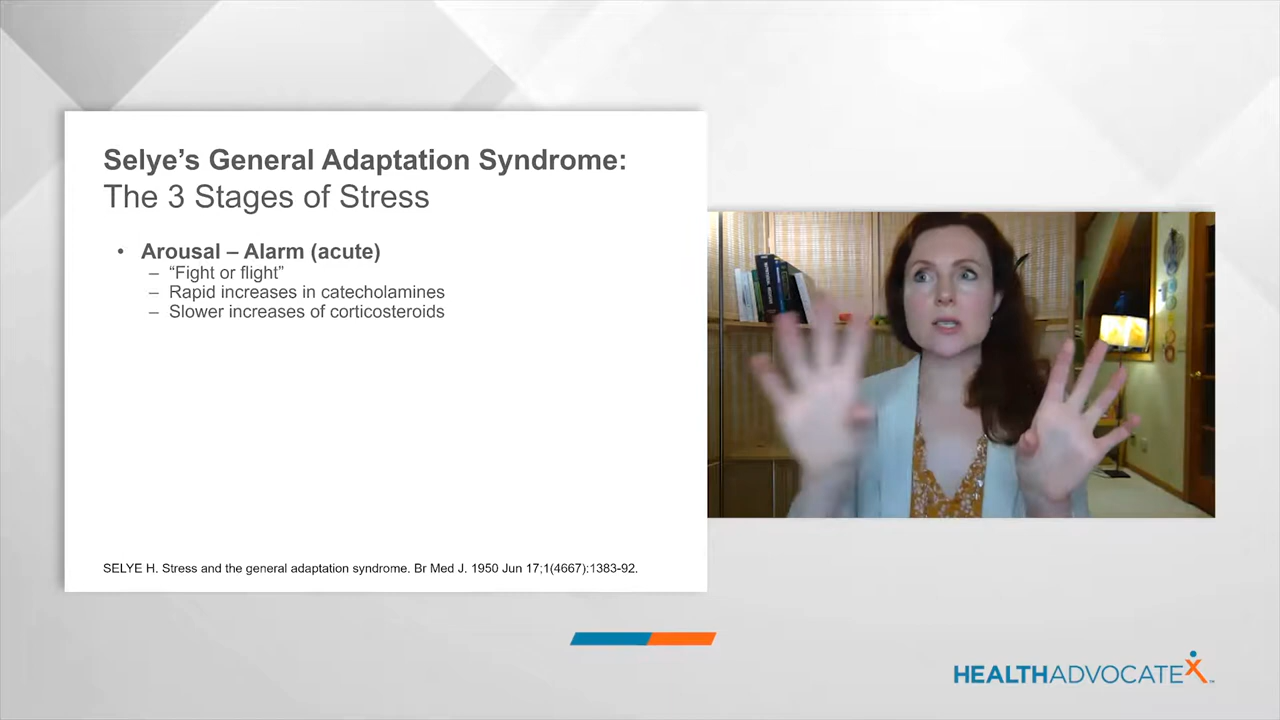 Selye’s General Adaptation Syndrome:
The 3 Stages of Stress
• Arousal – Alarm (acute)
– “Fight or flight”
– Rapid increases in catecholamines
– Slower increases of corticosteroids
SELYE H. Stress and the general adaptation syndrome. Br Med J. 1950 Jun 17;1(4667):1383-92.
HEALTHADVOCATEX™